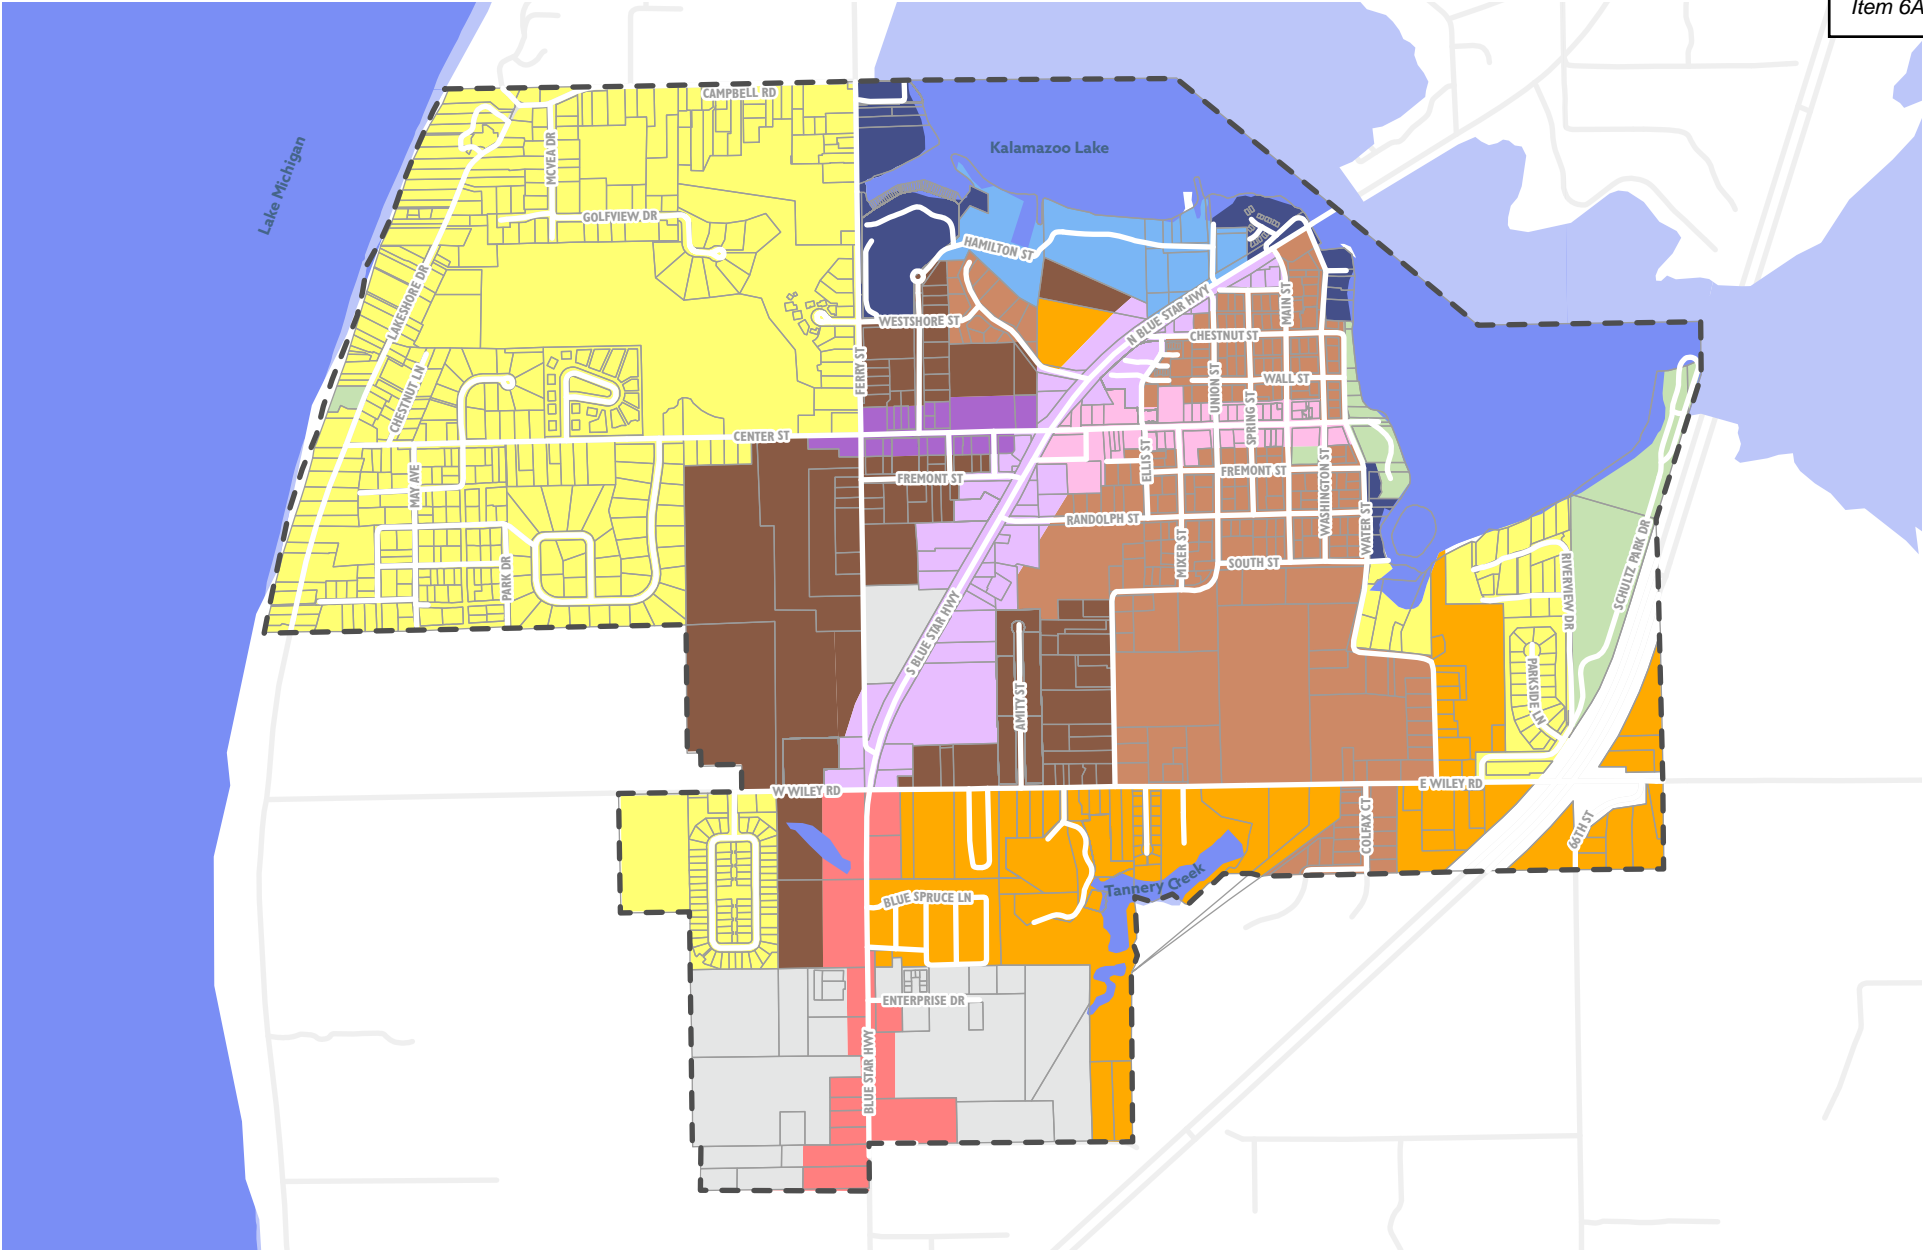 Item 6A
CAMPBELL RD
Kalamazoo Lake
MCVEA DR
Lake Michigan
GOLFVIEW DR
HAMILTON ST
LAKESHORE DR
N BLUE STAR HWY
MAIN ST
WESTSHORE ST
CHESTNUT ST
FERRY ST
WALL ST
UNION ST
CHESTNUT LN
SPRING ST
CENTER ST
ELLIS ST
FREMONT ST
FREMONT ST
MAY AVE
WASHINGTON ST
RANDOLPH ST
WATER ST
MIXER ST
SOUTH ST
PARK DR
RIVERVIEW DR
SCHULTZ PARK DR
S BLUE STAR HWY
PARKSIDE LN
AMITY ST
W WILEY RD
E WILEY RD
COLFAX CT
66TH ST
Tannery Creek
BLUE SPRUCE LN
ENTERPRISE DR
BLUE STAR HWY